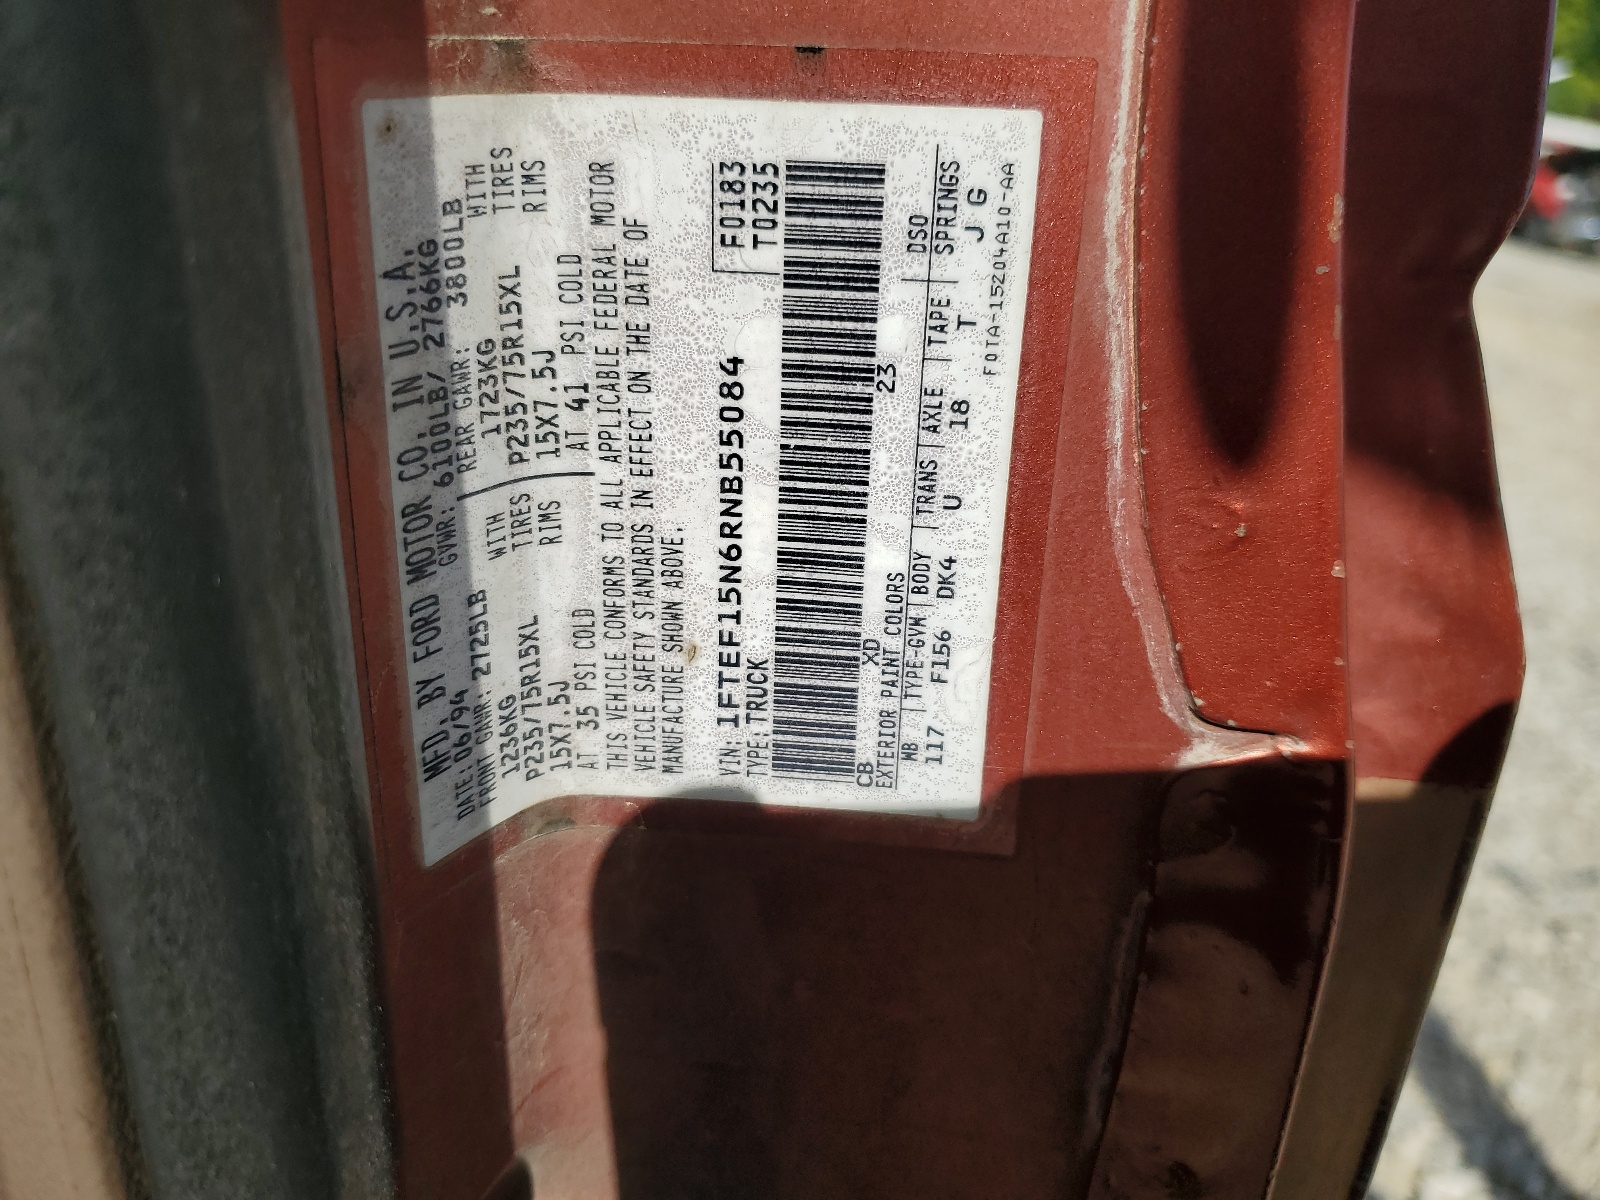 MFD. BY FORD MOTOR CO. IN U.S.A.
DATE: 06/94 GVWR: 6100LB/ 2766KG
FRONT GAWR: 2725LB REAR GAWR: 3800LB
1236KG WITH 1723KG WITH
P235/75R15XL TIRES P235/75R15XL TIRES
15X7.5J RIMS 15X7.5J RIMS
AT 35 PSI COLD AT 41 PSI COLD
THIS VEHICLE CONFORMS TO ALL APPLICABLE FEDERAL MOTOR
VEHICLE SAFETY STANDARDS IN EFFECT ON THE DATE OF
MANUFACTURE SHOWN ABOVE.
VIN: 1FTEF15N6RNB55084 F0183
TYPE: TRUCK T0235
CB XD 23
EXTERIOR PAINT COLORS DSO
WB TYPE-GVM BODY TRANS AXLE TAPE SPRINGS
117 F156 DK4 U 18 T J G
F0TA-15204A10-AA